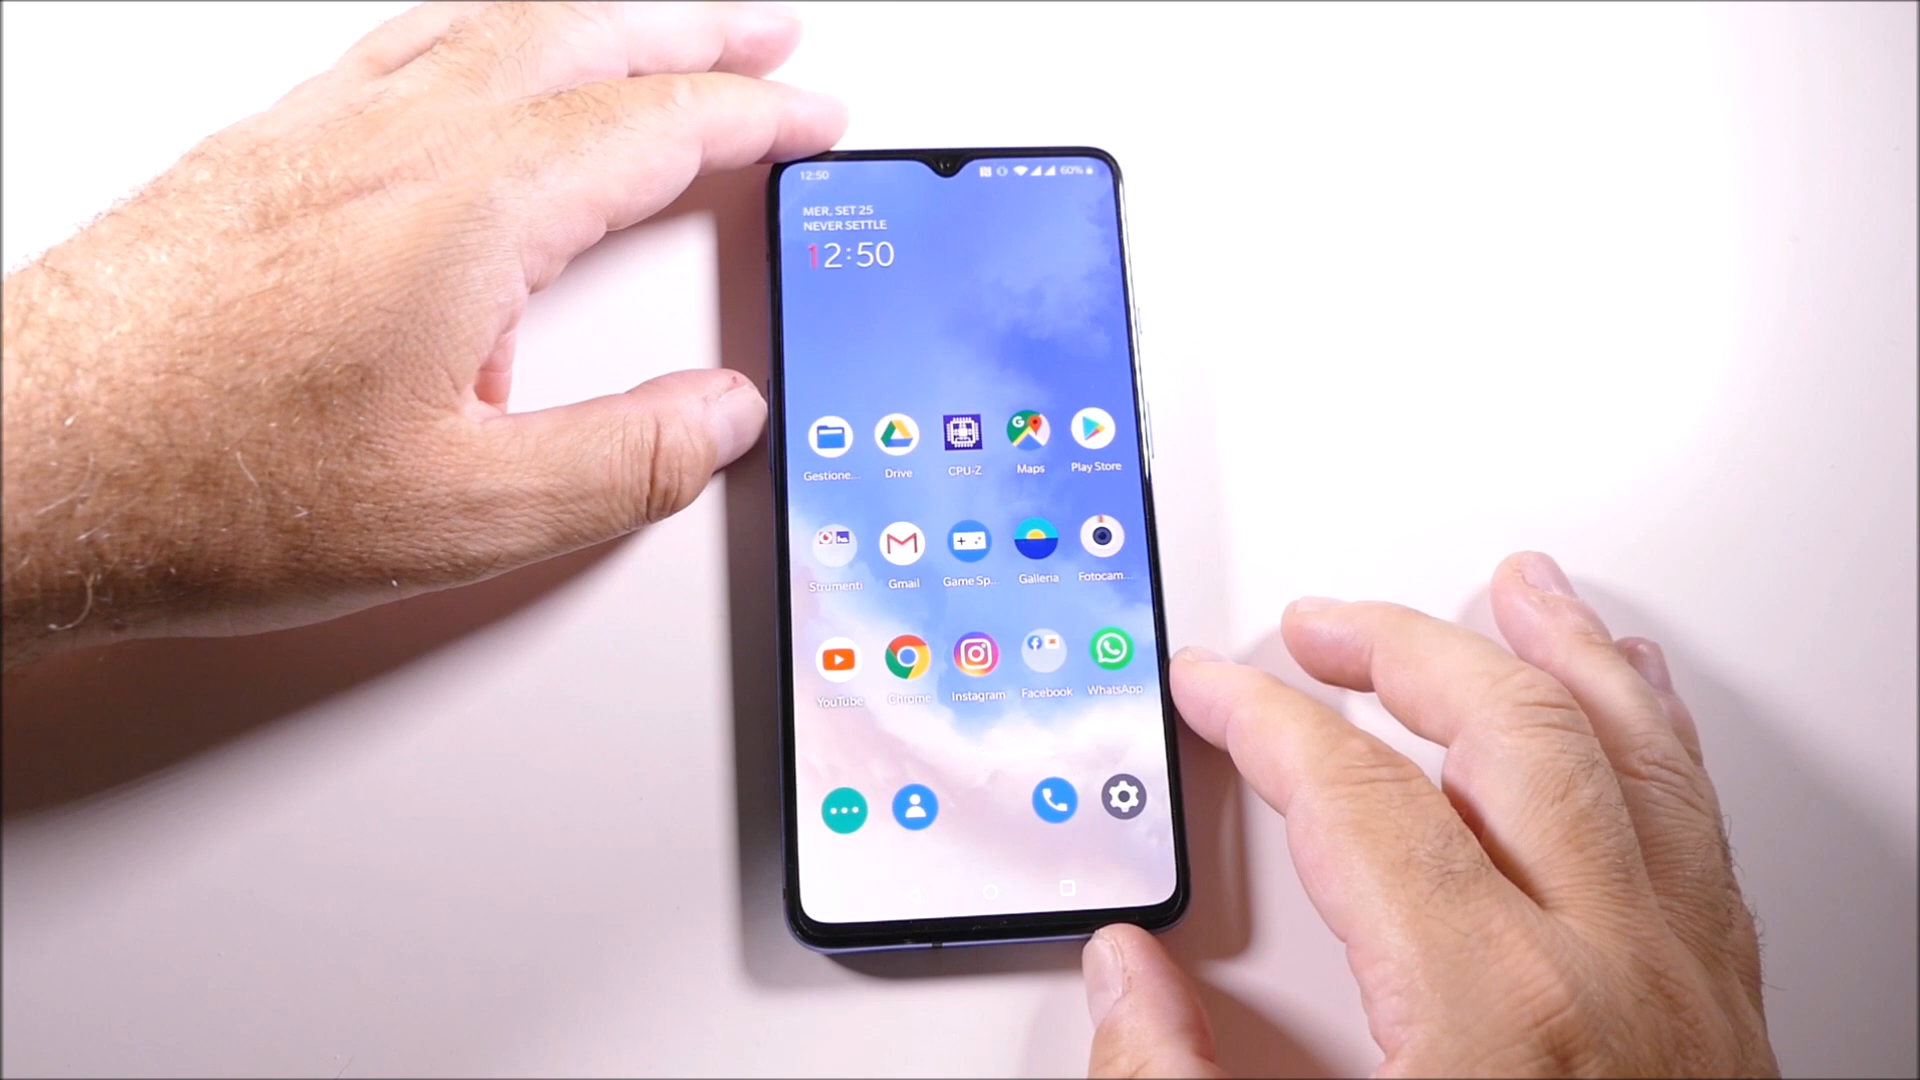 12:50 60%
MER, SET 25
NEVER SETTLE
12:50
Gestione... Drive CPU-Z Maps Play Store
Strumenti Gmail Game Sp... Galleria Fotocam...
YouTube Chrome Instagram Facebook WhatsApp